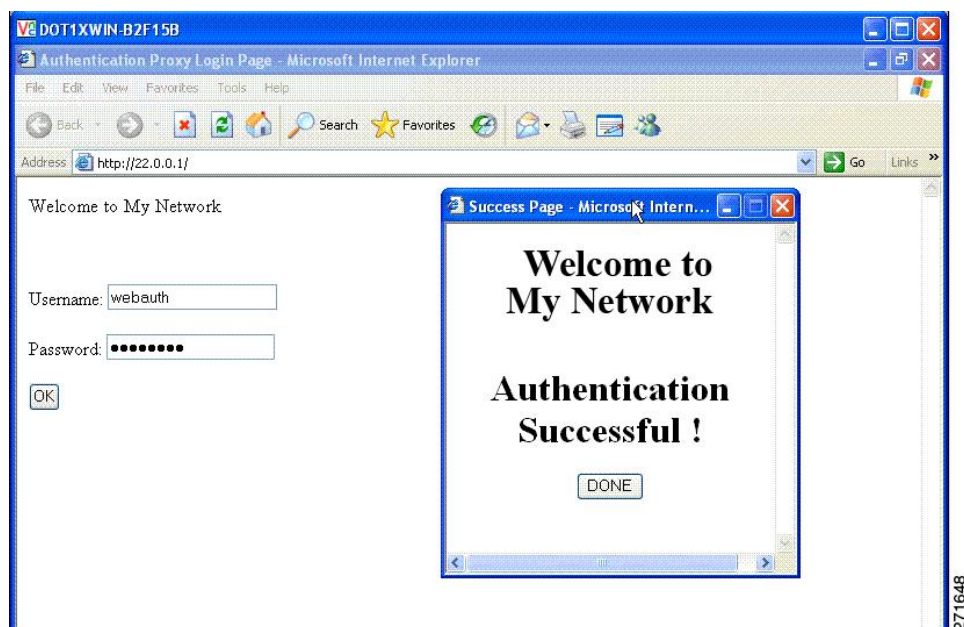 DOT1XWIN-B2F15B
Authentication Proxy Login Page - Microsoft Internet Explorer
File Edit View Favorites Tools Help
Back Search Favorites
Address http://22.0.0.1/ Go Links »
Welcome to My Network
Username: webauth
Password: ●●●●●●●●
OK
Success Page - Microsoft Intern...
Welcome to
My Network
Authentication
Successful !
DONE
271648